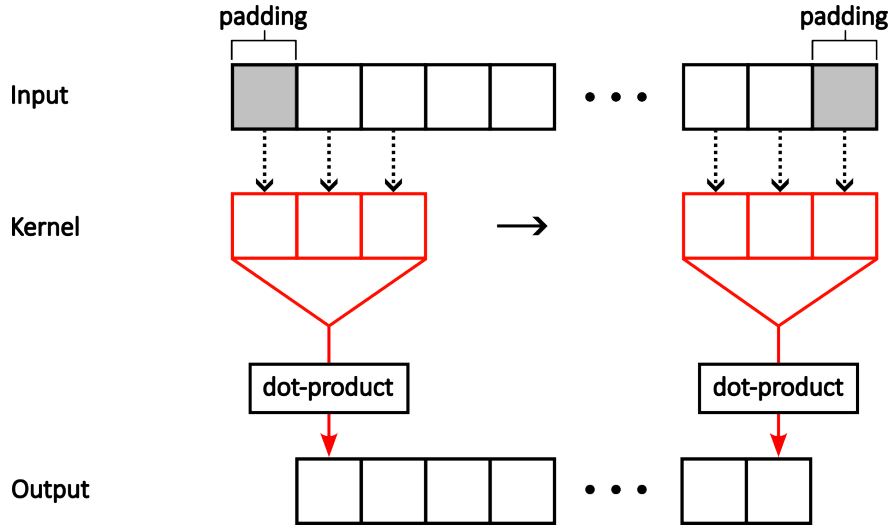 padding
padding
Input
Kernel
dot-product
dot-product
Output